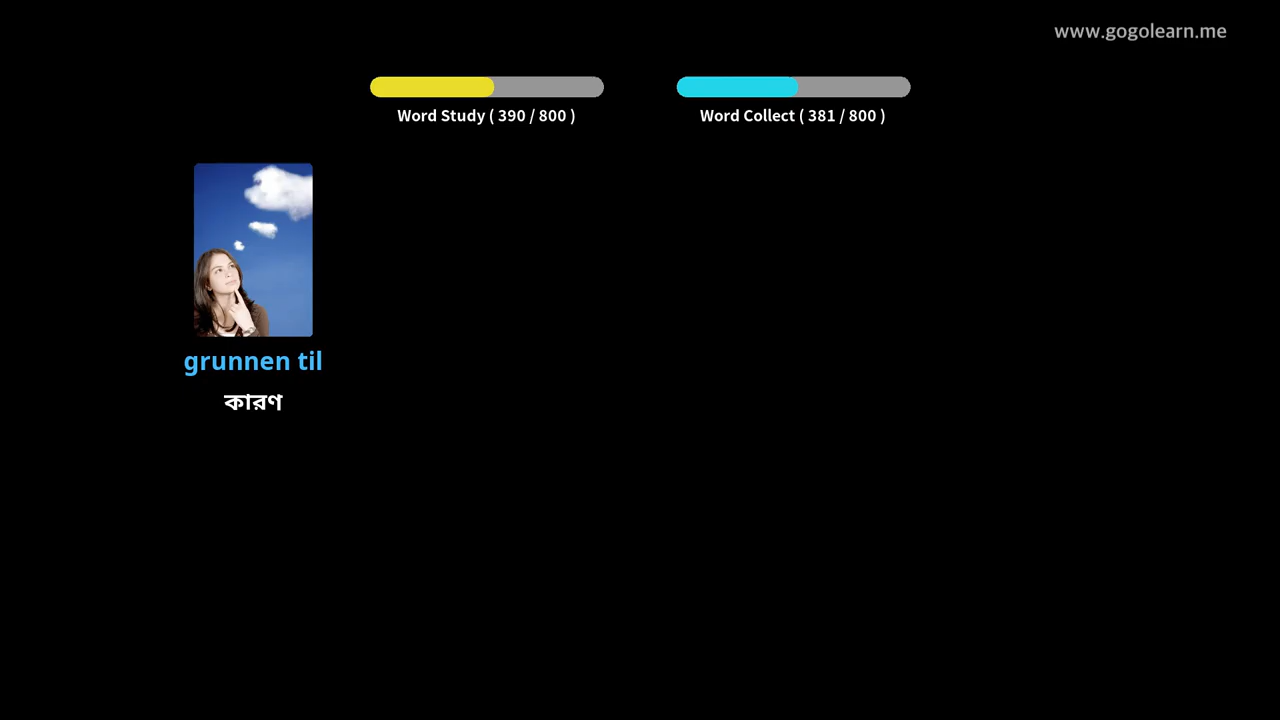 www.gogolearn.me
Word Study ( 390 / 800 )
Word Collect ( 381 / 800 )
grunnen til
কারণ